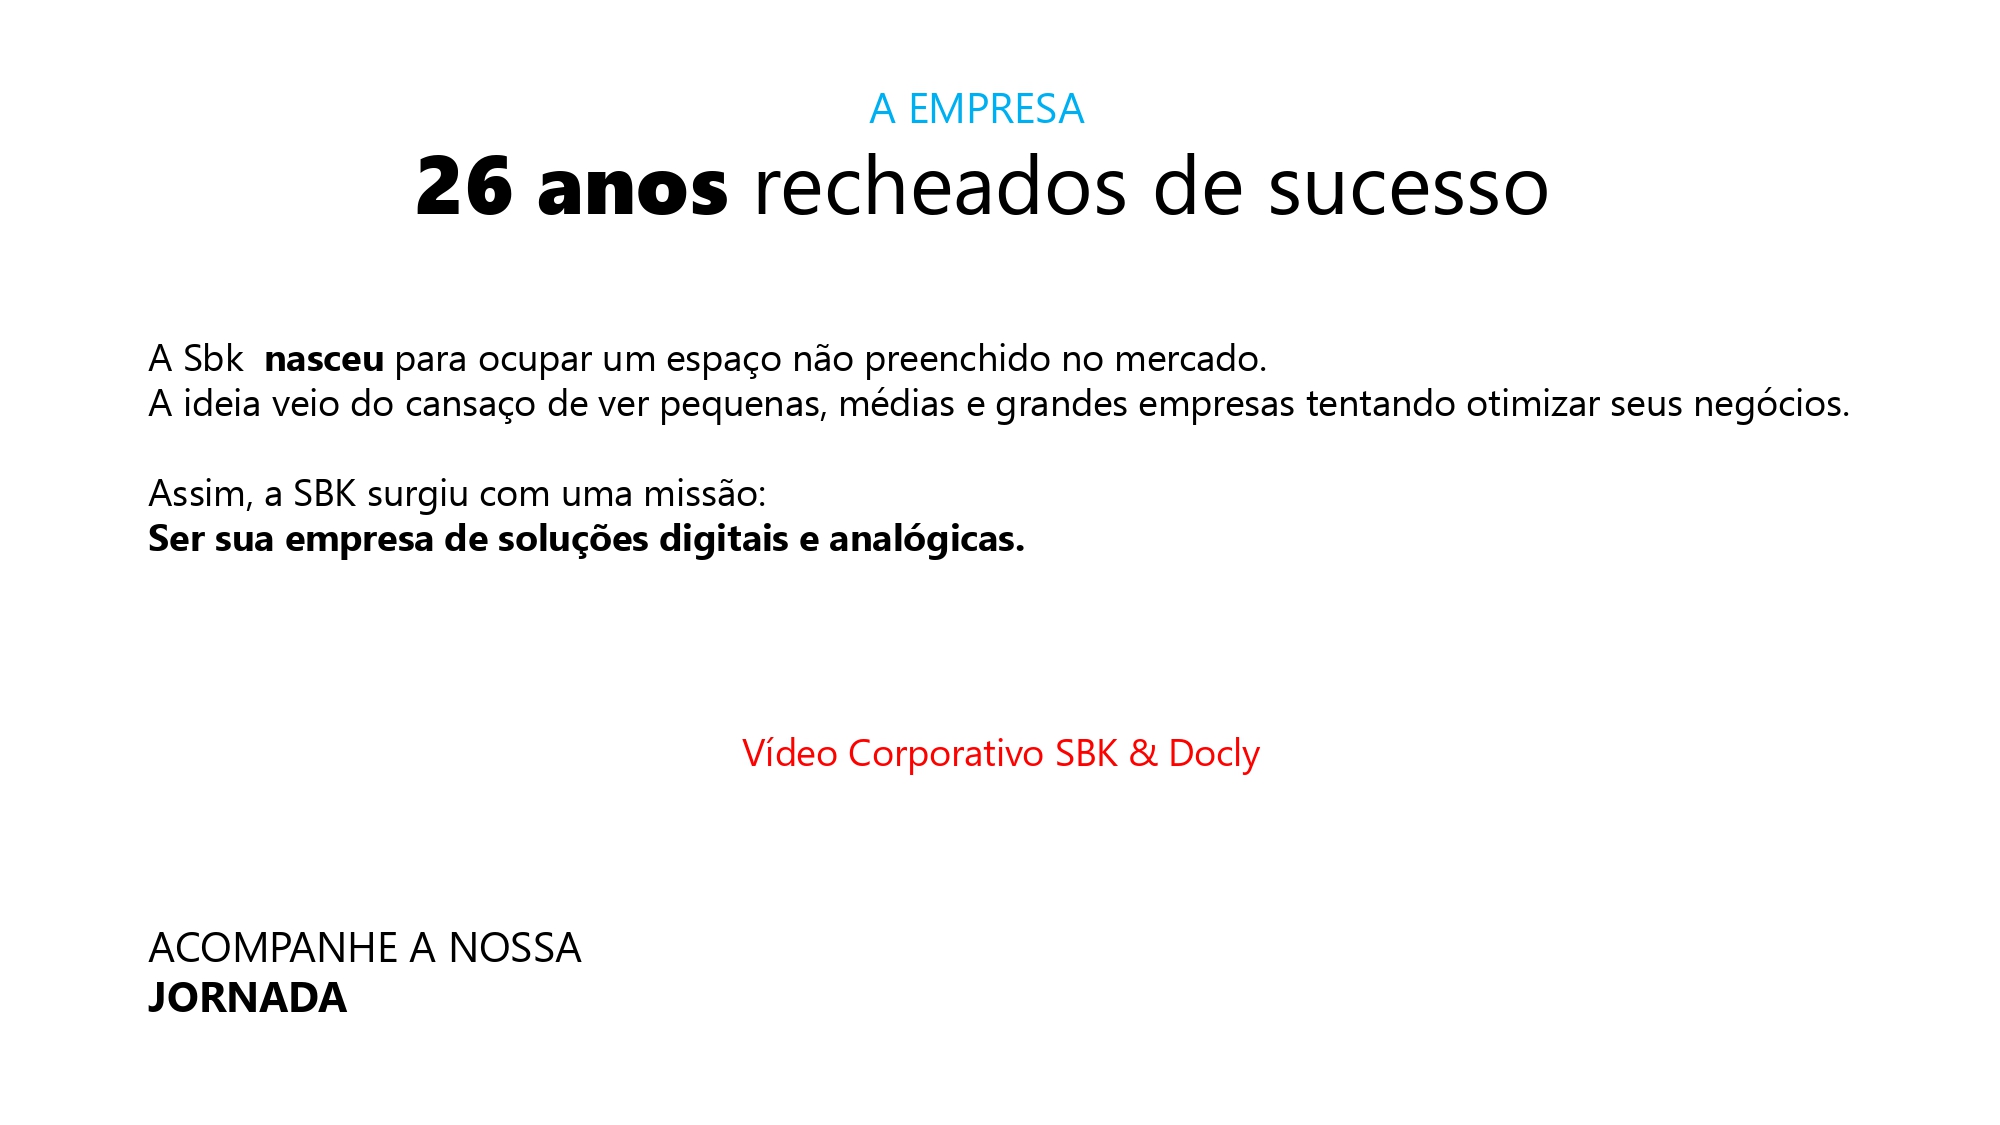 A EMPRESA
26 anos recheados de sucesso
A Sbk  nasceu para ocupar um espaço não preenchido no mercado.
A ideia veio do cansaço de ver pequenas, médias e grandes empresas tentando otimizar seus negócios.
Assim, a SBK surgiu com uma missão:
Ser sua empresa de soluções digitais e analógicas.
Vídeo Corporativo SBK & Docly
ACOMPANHE A NOSSA
JORNADA